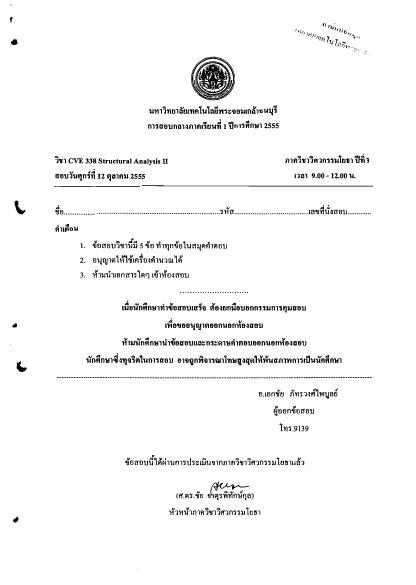 มหาวิทยาลัยเทคโนโลยีพระจอมเกล้าธนบุรี
การสอบกลางภาคเรียนที่ 1 ปีการศึกษา 2555
วิชา CVE 338 Structural Analysis II ภาควิชาวิศวกรรมโยธา ปีที่ 3
สอบวันศุกร์ที่ 12 ตุลาคม 2555 เวลา 9.00 - 12.00 น.
ชื่อ............................................................รหัส..............................เลขที่นั่งสอบ............
คำเตือน
1. ข้อสอบวิชานี้มี 5 ข้อ ทำทุกข้อในสมุดคำตอบ
2. อนุญาตให้ใช้เครื่องคำนวณได้
3. ห้ามนำเอกสารใดๆ เข้าห้องสอบ
..............................
เมื่อนักศึกษาทำข้อสอบเสร็จ ต้องยกมือบอกกรรมการคุมสอบ
เพื่อขออนุญาตออกนอกห้องสอบ
ห้ามนักศึกษานำข้อสอบและกระดาษคำตอบออกนอกห้องสอบ
นักศึกษาซึ่งทุจริตในการสอบ อาจถูกพิจารณาโทษสูงสุดให้พ้นสภาพการเป็นนักศึกษา
อ.เอกชัย ภัทรวงศ์ไพบูลย์
ผู้ออกข้อสอบ
โทร.9139
ข้อสอบนี้ได้ผ่านการประเมินจากภาควิชาวิศวกรรมโยธาแล้ว
(ศ.ดร.ชัย จาตุรพิทักษ์กุล)
หัวหน้าภาควิชาวิศวกรรมโยธา